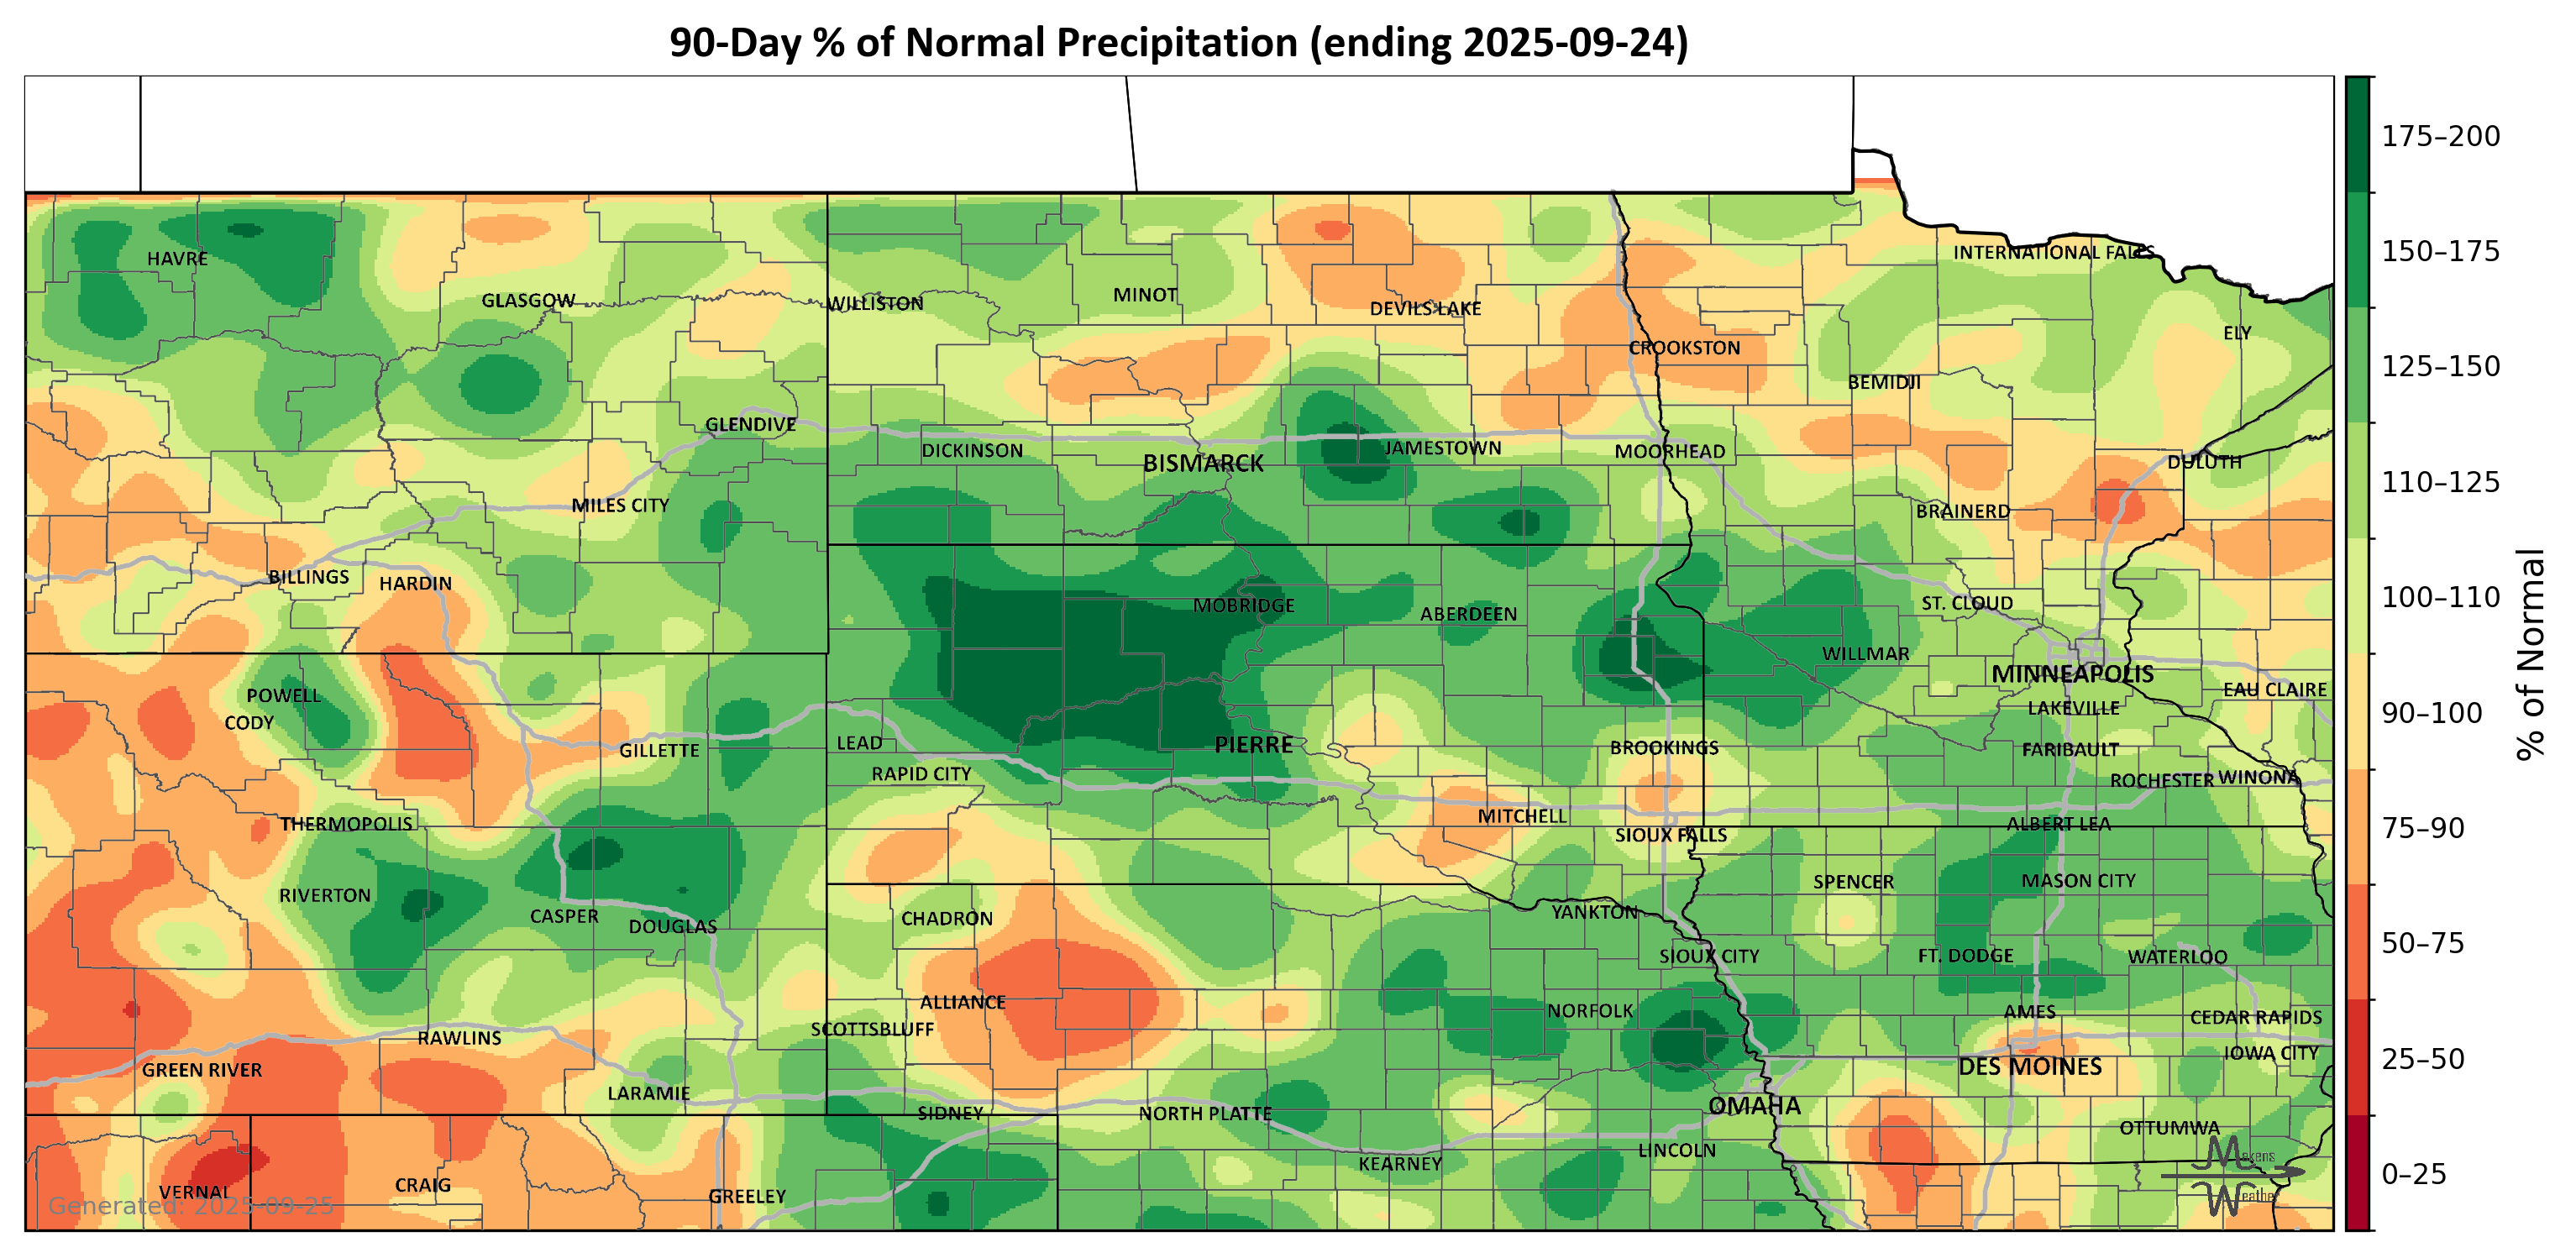 90-Day % of Normal Precipitation (ending 2025-09-24)
175–200
150–175
125–150
110–125
100–110
90–100
75–90
50–75
25–50
0–25
% of Normal
INTERNATIONAL FALLS
HAVRE
GLASGOW
WILLISTON
MINOT
DEVILS LAKE
ELY
CROOKSTON
BEMIDJI
GLENDIVE
DICKINSON
BISMARCK
JAMESTOWN
MOORHEAD
DULUTH
MILES CITY
BRAINERD
BILLINGS
HARDIN
MOBRIDGE
ABERDEEN
ST. CLOUD
WILLMAR
MINNEAPOLIS
POWELL
CODY
EAU CLAIRE
LAKEVILLE
GILLETTE
LEAD
PIERRE
BROOKINGS
FARIBAULT
RAPID CITY
ROCHESTER
WINONA
THERMOPOLIS
MITCHELL
SIOUX FALLS
ALBERT LEA
RIVERTON
SPENCER
MASON CITY
CASPER
DOUGLAS
CHADRON
YANKTON
SIOUX CITY
FT. DODGE
WATERLOO
ALLIANCE
NORFOLK
AMES
CEDAR RAPIDS
SCOTTSBLUFF
RAWLINS
IOWA CITY
GREEN RIVER
DES MOINES
LARAMIE
SIDNEY
NORTH PLATTE
OMAHA
OTTUMWA
LINCOLN
KEARNEY
VERNAL
CRAIG
GREELEY
Generated: 2025-09-25
Makens
Weather